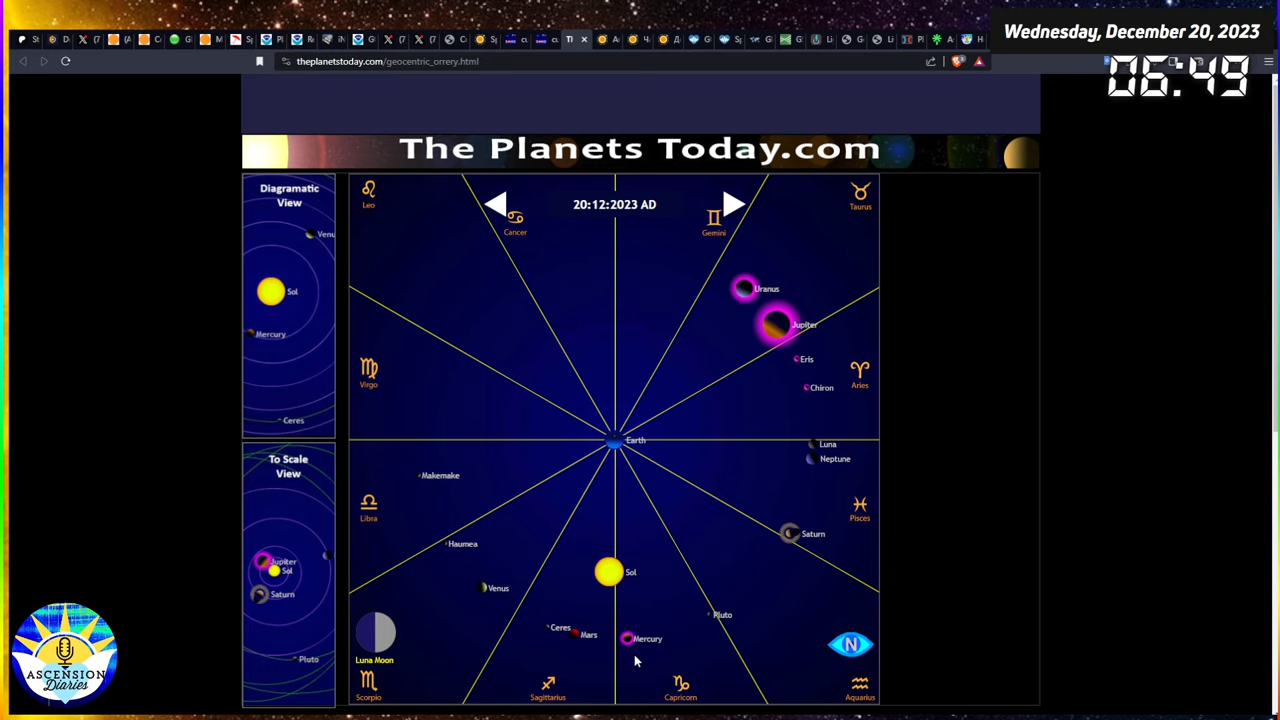 Wednesday, December 20, 2023
06:49
theplanetstoday.com/geocentric_orrery.html
The Planets Today.com
Diagramatic
View
Venu
Sol
Mercury
Ceres
To Scale
View
Jupiter
Sol
Saturn
Pluto
20:12:2023 AD
Leo
Cancer
Gemini
Taurus
Uranus
Jupiter
Eris
Virgo
Aries
Chiron
Earth
Luna
Neptune
Makemake
Libra
Pisces
Saturn
Haumea
Sol
Venus
Pluto
Ceres
Mars
Mercury
N
Luna Moon
Scorpio
Sagittarius
Capricorn
Aquarius
ASCENSION
Diaries